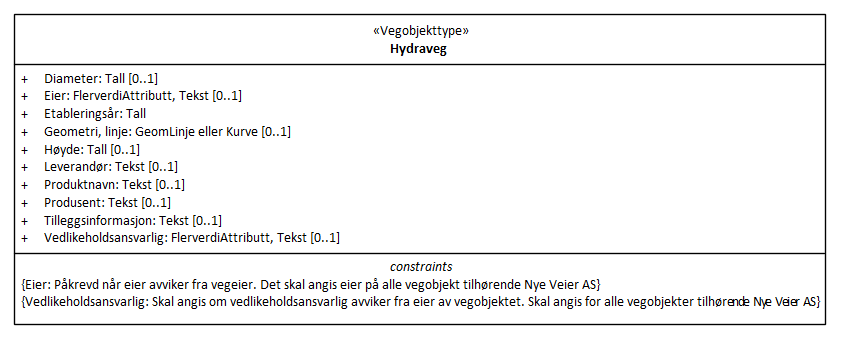 «Vegobjekttype»
Hydraveg
+ Diameter: Tall [0..1]
+ Eier: FlerverdiAttributt, Tekst [0..1]
+ Etableringsår: Tall
+ Geometri, linje: GeomLinje eller Kurve [0..1]
+ Høyde: Tall [0..1]
+ Leverandør: Tekst [0..1]
+ Produktnavn: Tekst [0..1]
+ Produsent: Tekst [0..1]
+ Tilleggsinformasjon: Tekst [0..1]
+ Vedlikeholdsansvarlig: FlerverdiAttributt, Tekst [0..1]
constraints
{Eier: Påkrevd når eier avviker fra vegeier. Det skal angis eier på alle vegobjekt tilhørende Nye Veier AS}
{Vedlikeholdsansvarlig: Skal angis om vedlikeholdsansvarlig avviker fra eier av vegobjektet. Skal angis for alle vegobjekter tilhørende Nye Veier AS}